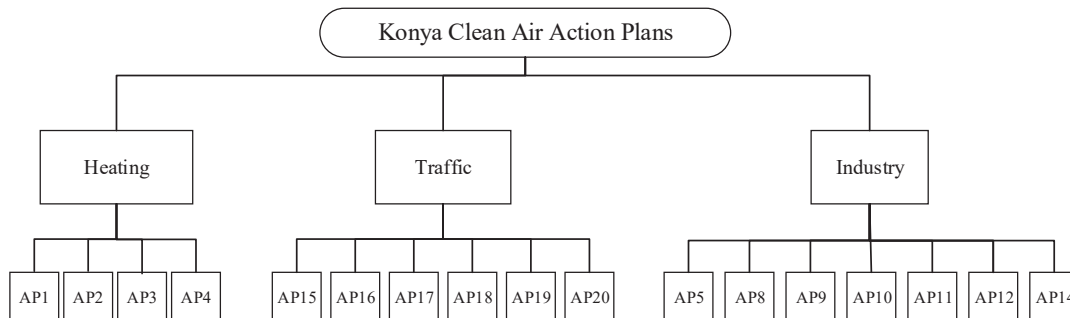 Konya Clean Air Action Plans
Heating
Traffic
Industry
AP1
AP2
AP3
AP4
AP15
AP16
AP17
AP18
AP19
AP20
AP5
AP8
AP9
AP10
AP11
AP12
AP14